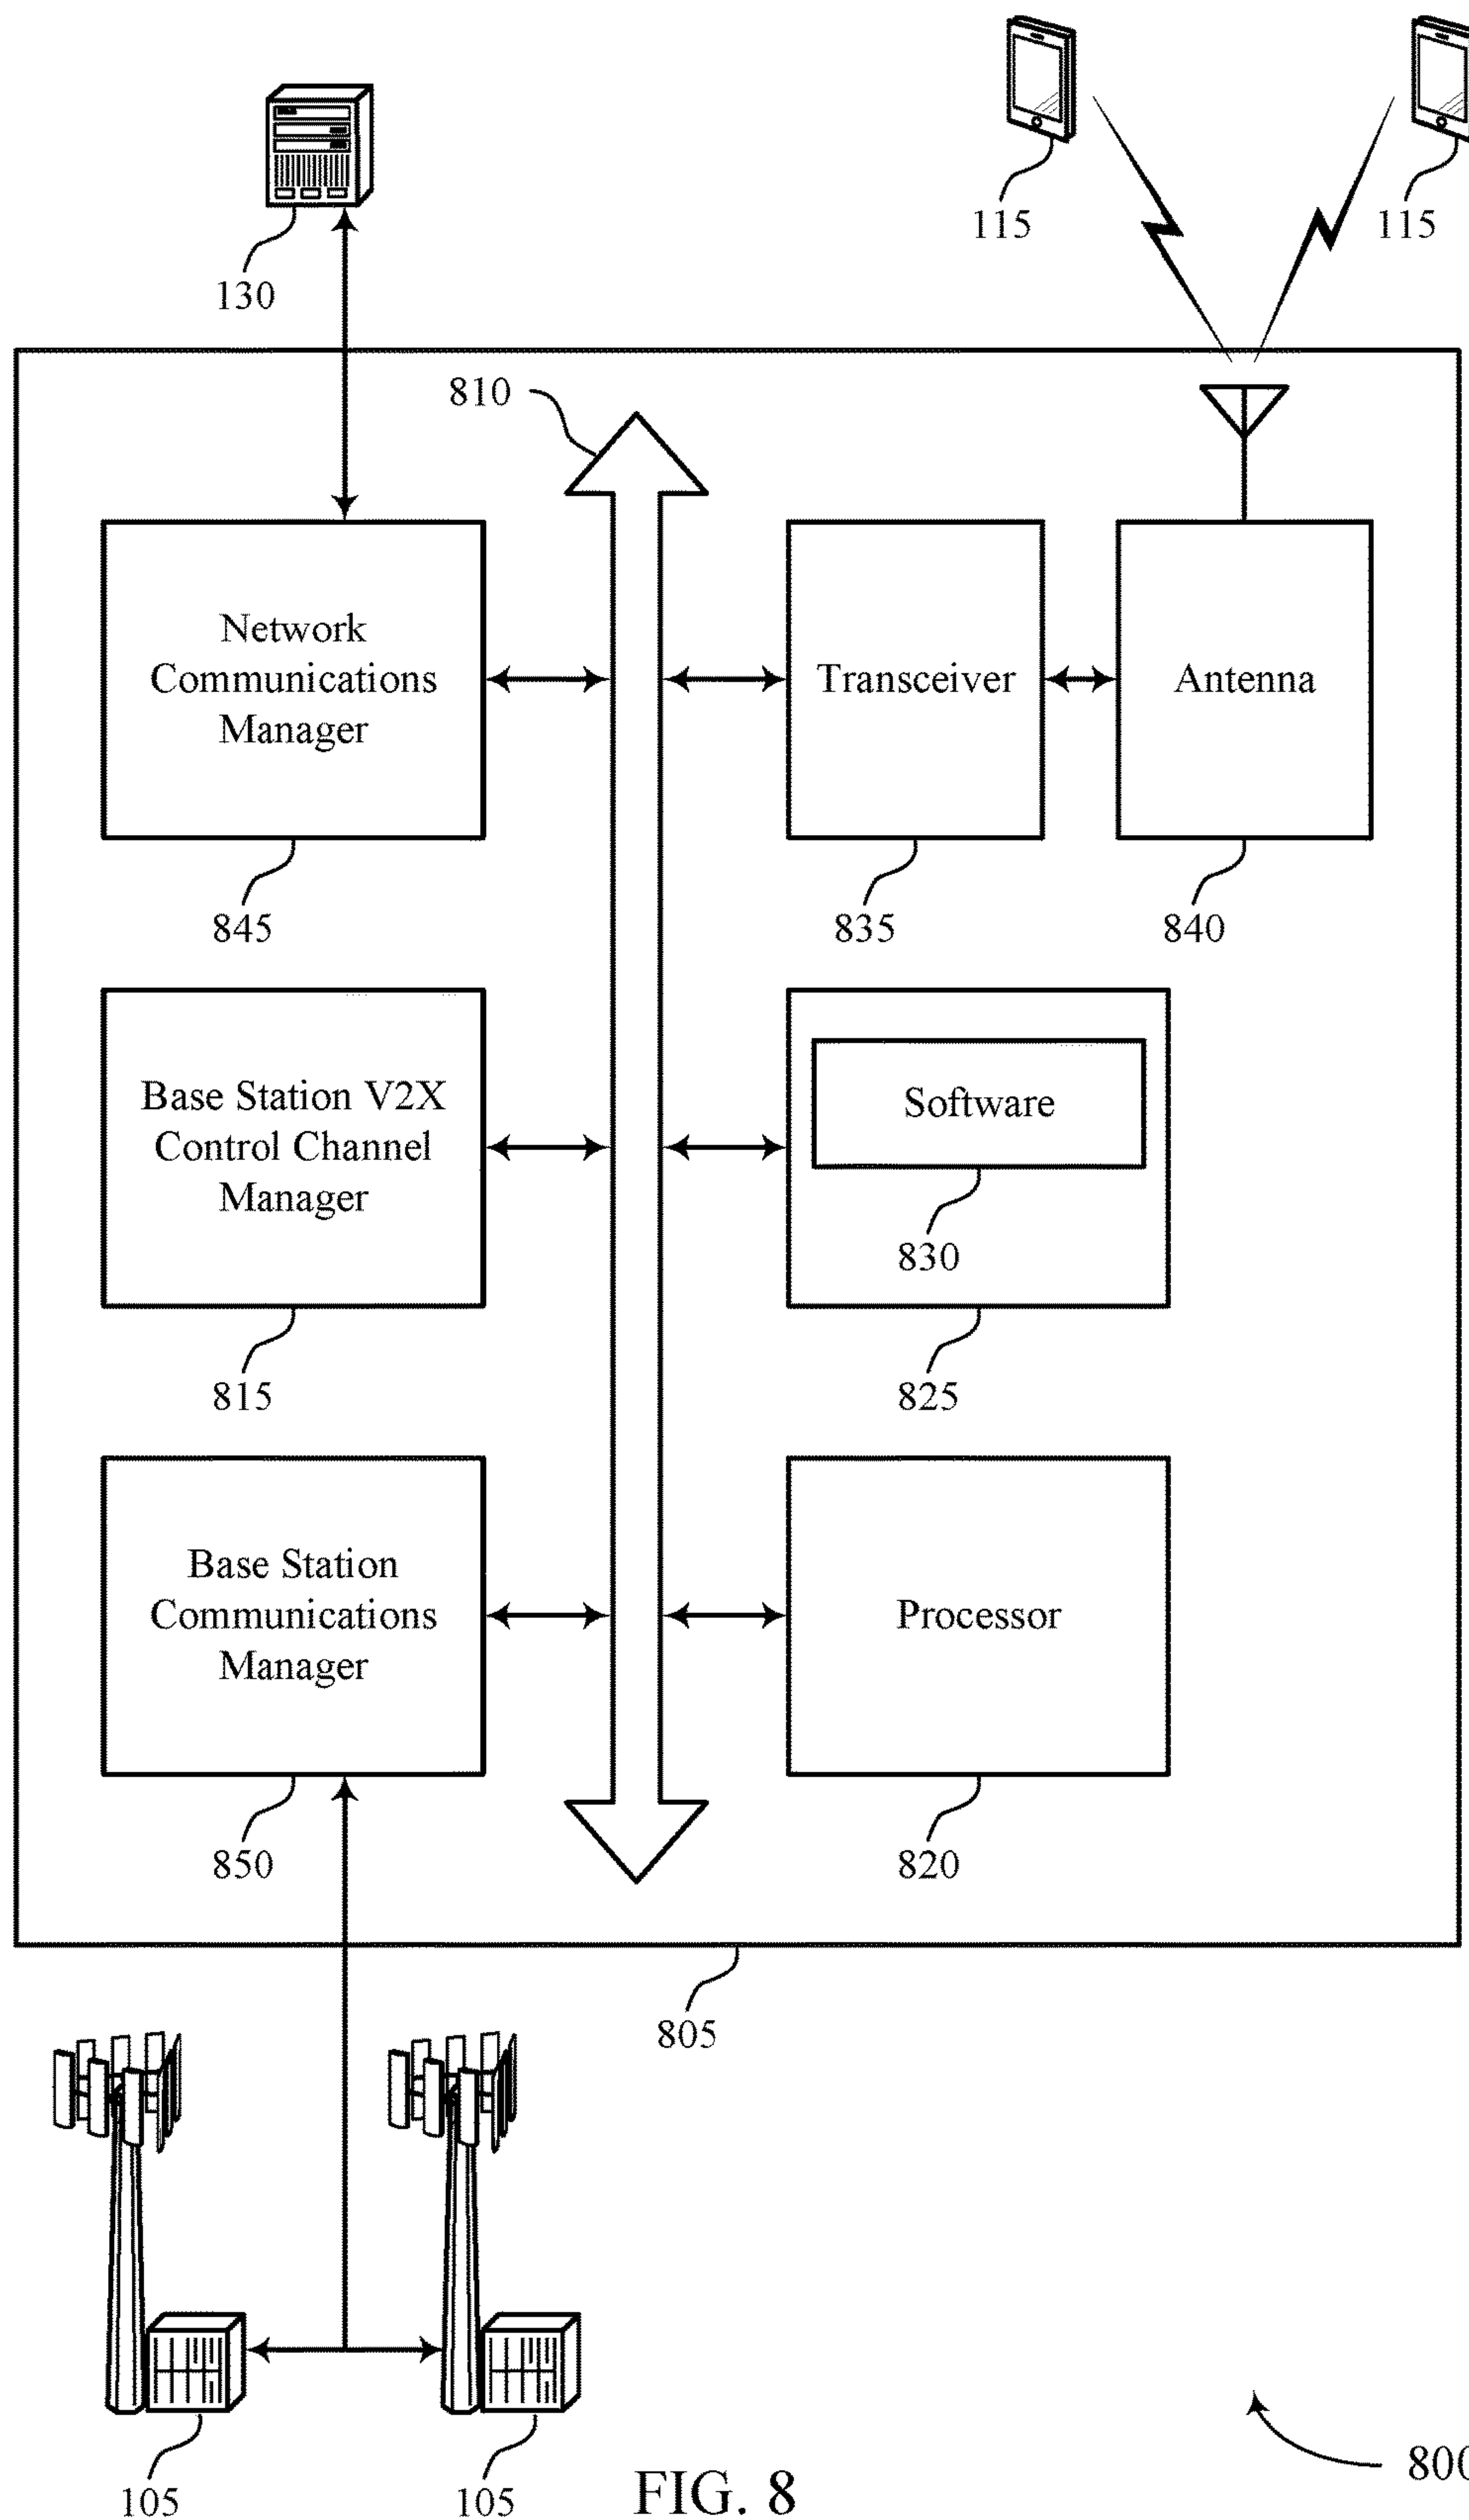 115
115
130
810
Network
Communications
Manager
Transceiver
Antenna
845
835
840
Base Station V2X
Control Channel
Manager
Software
830
815
825
Base Station
Communications
Manager
Processor
850
820
805
105
105
FIG. 8
800